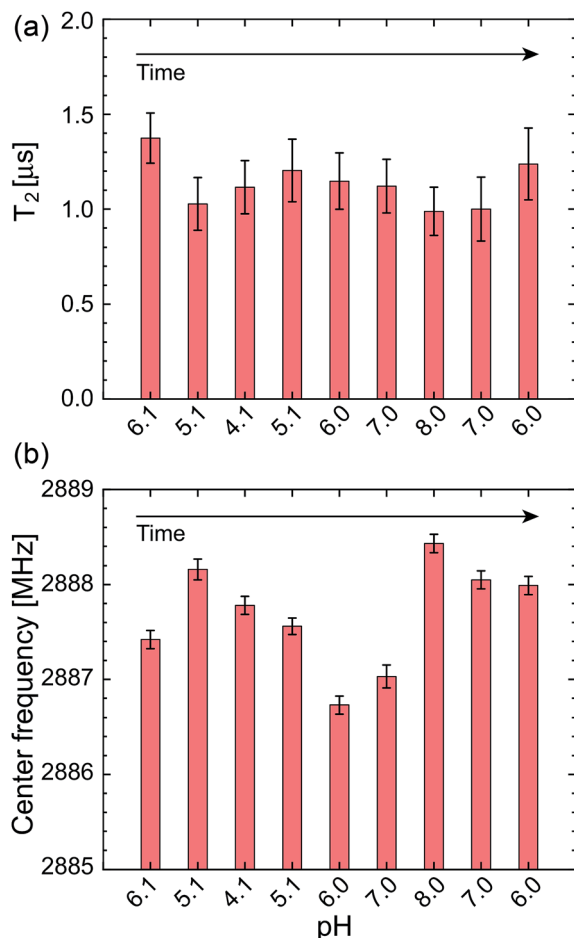 (a)
2.0
1.5
1.0
0.5
0.0
T₂ [μs]
Time
6.1 5.1 4.1 5.1 6.0 7.0 8.0 7.0 6.0
(b)
2889
2888
2887
2886
2885
Center frequency [MHz]
Time
6.1 5.1 4.1 5.1 6.0 7.0 8.0 7.0 6.0
pH